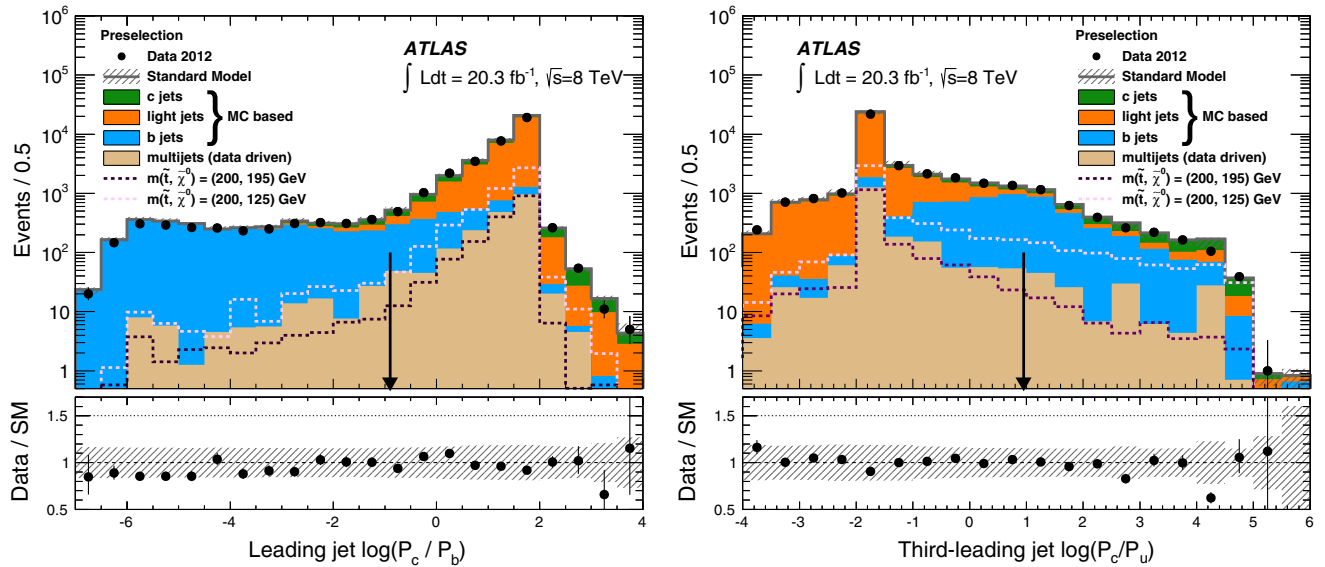 10⁶
10⁵
10⁴
10³
10²
10
1
Events / 0.5
Preselection
Data 2012
Standard Model
c jets
light jets
b jets
MC based
multijets (data driven)
m(t̃, χ̃⁰) = (200, 195) GeV
m(t̃, χ̃⁰) = (200, 125) GeV
ATLAS
∫ Ldt = 20.3 fb⁻¹, √s=8 TeV
1.5
1
0.5
Data / SM
-6 -4 -2 0 2 4
Leading jet log(P_c / P_b)
10⁶
10⁵
10⁴
10³
10²
10
1
Events / 0.5
ATLAS
∫ Ldt = 20.3 fb⁻¹, √s=8 TeV
Preselection
Data 2012
Standard Model
c jets
light jets
b jets
MC based
multijets (data driven)
m(t̃, χ̃⁰) = (200, 195) GeV
m(t̃, χ̃⁰) = (200, 125) GeV
1.5
1
0.5
Data / SM
-4 -3 -2 -1 0 1 2 3 4 5 6
Third-leading jet log(P_c/P_u)